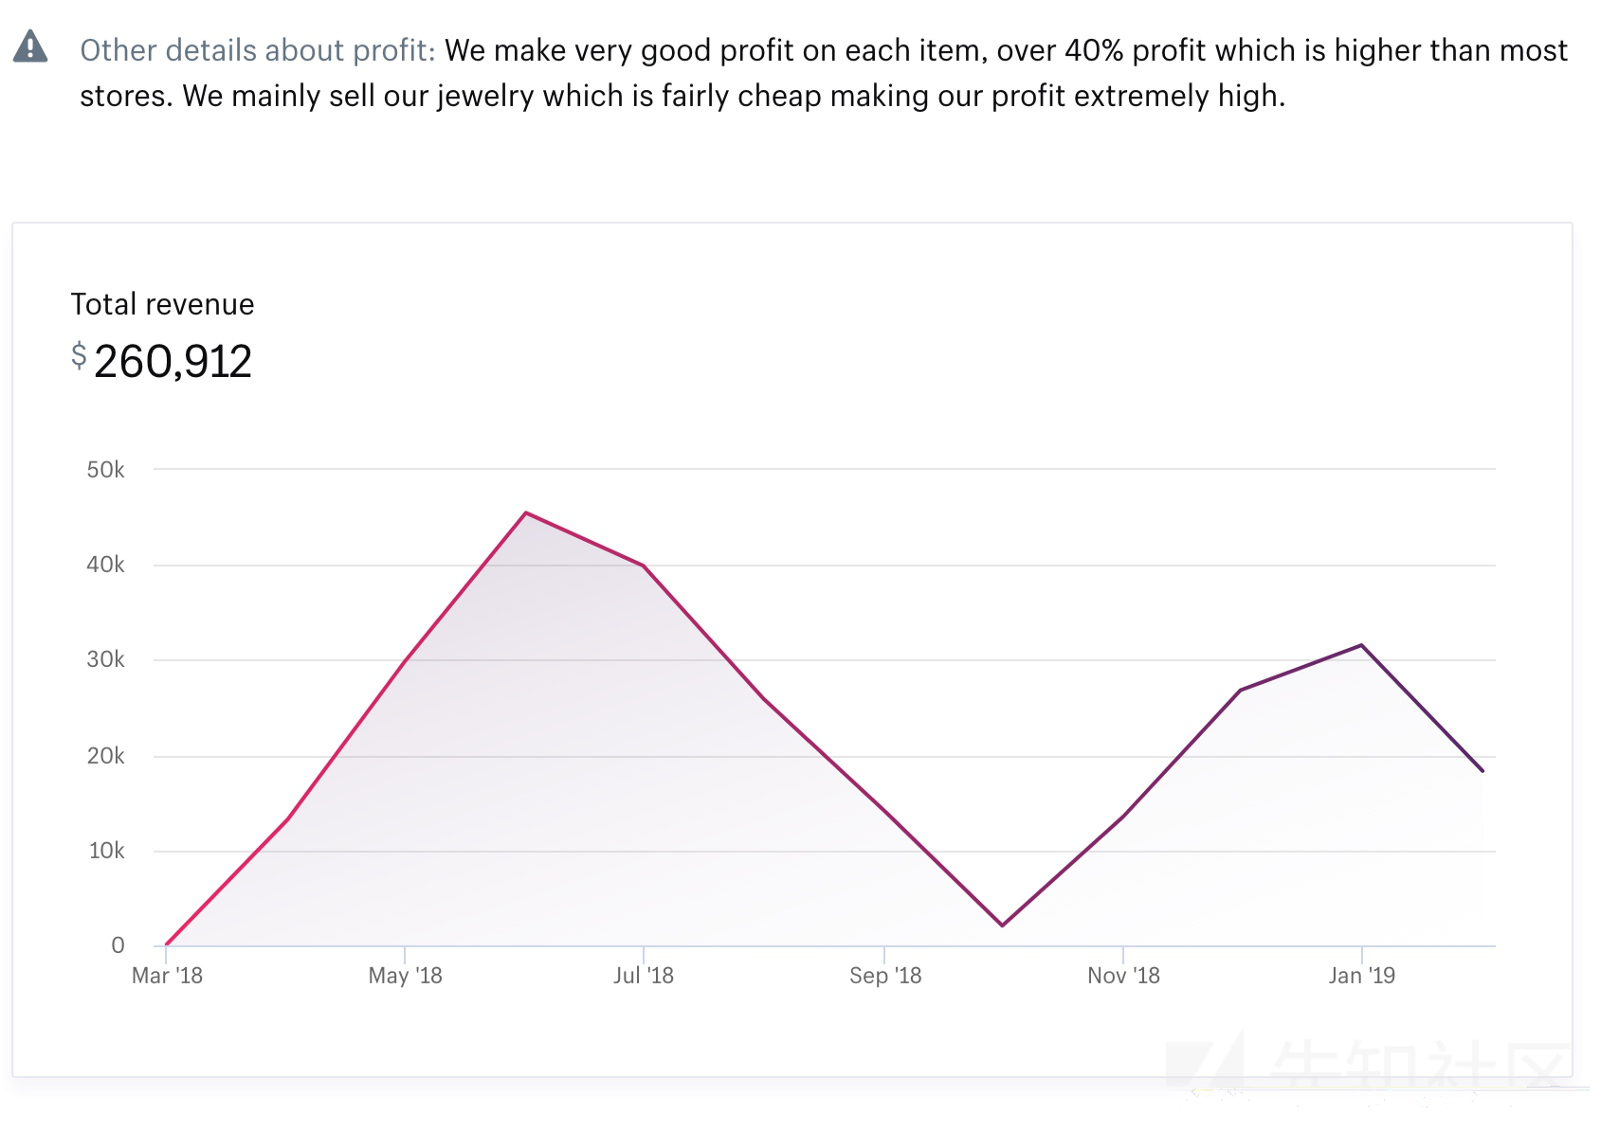 Other details about profit: We make very good profit on each item, over 40% profit which is higher than most
stores. We mainly sell our jewelry which is fairly cheap making our profit extremely high.
Total revenue
$ 260,912
50k
40k
30k
20k
10k
0
Mar '18 May '18 Jul '18 Sep '18 Nov '18 Jan '19
先知社区